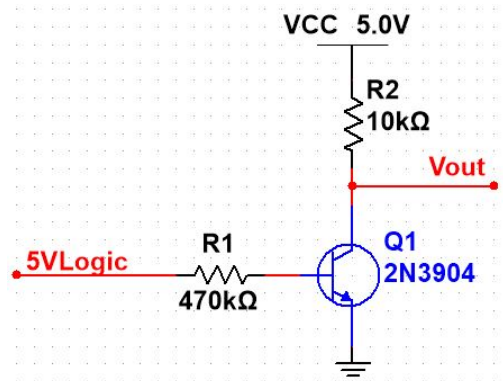 VCC 5.0V
R2
10kΩ
Vout
Q1
2N3904
5VLogic
R1
470kΩ